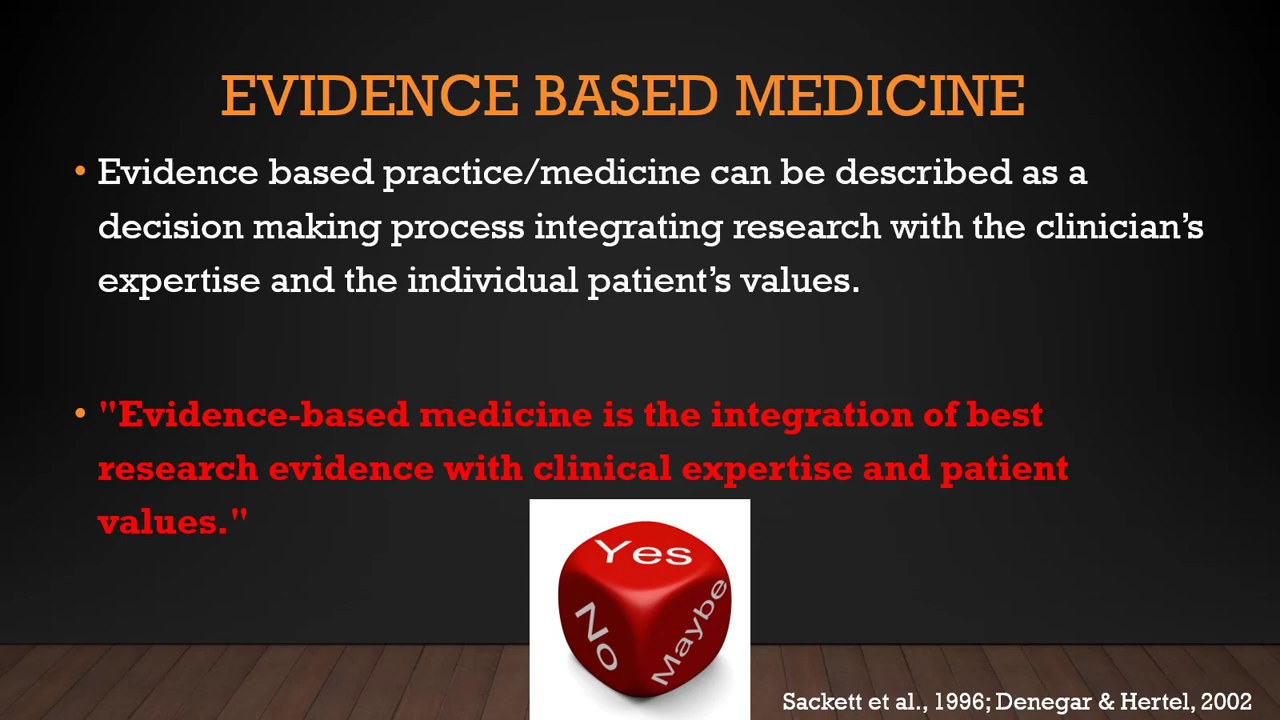 EVIDENCE BASED MEDICINE
• Evidence based practice/medicine can be described as a
decision making process integrating research with the clinician’s
expertise and the individual patient’s values.
• "Evidence-based medicine is the integration of best
research evidence with clinical expertise and patient
values."
Yes
No
Maybe
Sackett et al., 1996; Denegar & Hertel, 2002